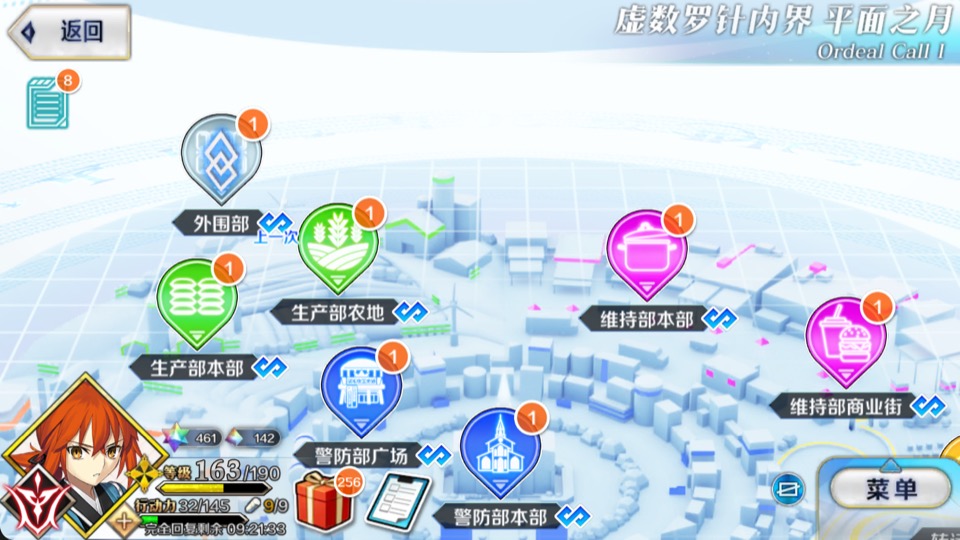 返回
虚数罗针内界 平面之月
Ordeal Call I
8
1
外围部
上一次
1
生产部农地
1
维持部本部
1
生产部本部
1
维持部商业街
1
警防部广场
1
警防部本部
461
142
等级 163/190
行动力 32/145
9/9
完全回复剩余 09:21:33
256
菜单